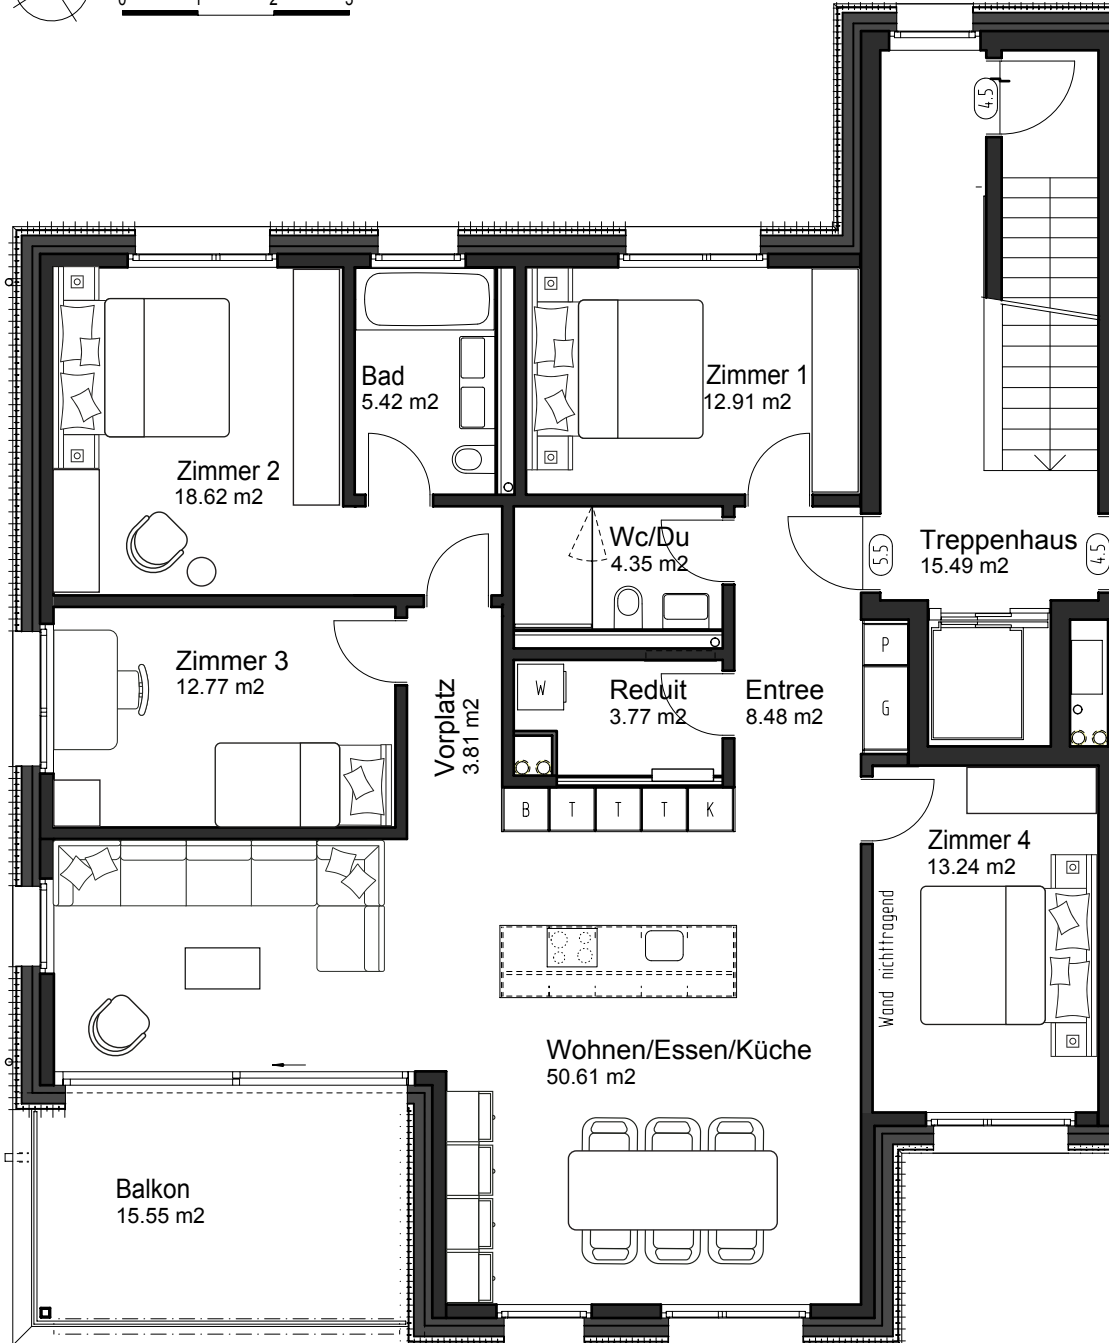 0 1 2 3
4.5
Zimmer 1
12.91 m2
Bad
5.42 m2
Zimmer 2
18.62 m2
Wc/Du
4.35 m2
5.5
Treppenhaus
15.49 m2
4.5
Zimmer 3
12.77 m2
Vorplatz
3.81 m2
W
Reduit
3.77 m2
Entree
8.48 m2
P
G
B T T T K
Zimmer 4
13.24 m2
Wand nichttragend
Wohnen/Essen/Küche
50.61 m2
Balkon
15.55 m2